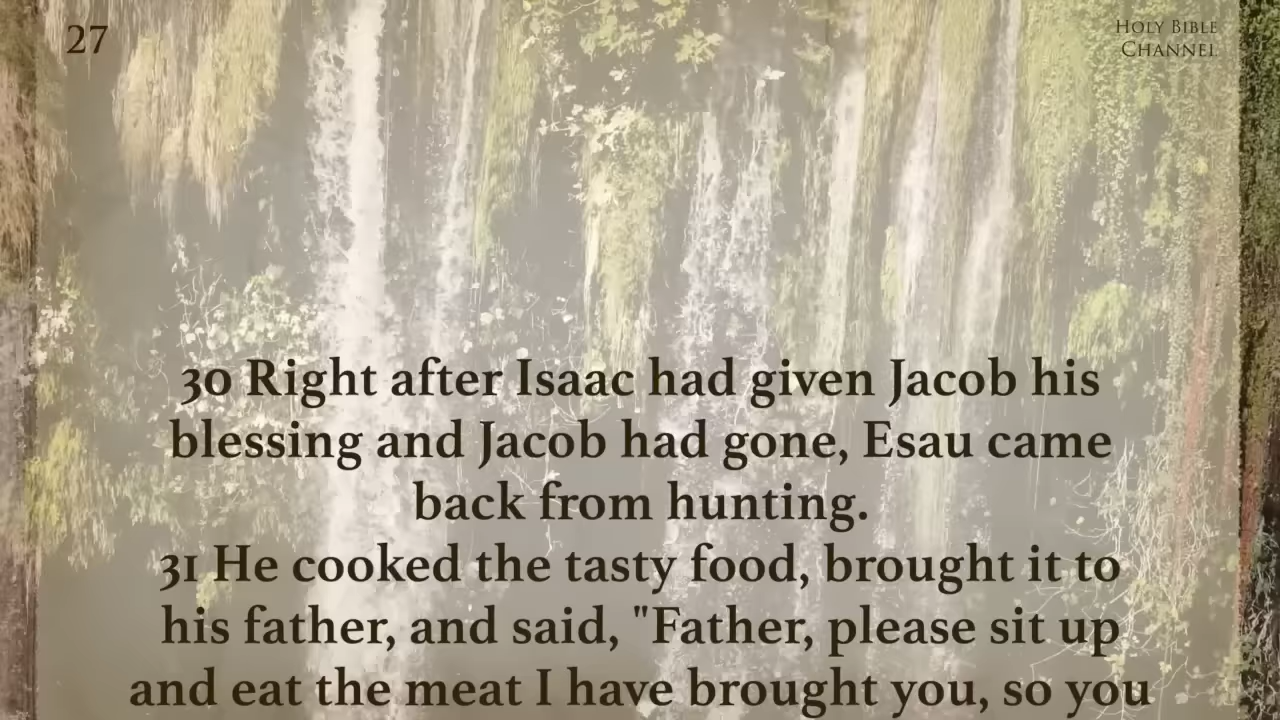 27
HOLY BIBLE
CHANNEL
30 Right after Isaac had given Jacob his
blessing and Jacob had gone, Esau came
back from hunting.
31 He cooked the tasty food, brought it to
his father, and said, "Father, please sit up
and eat the meat I have brought you, so you